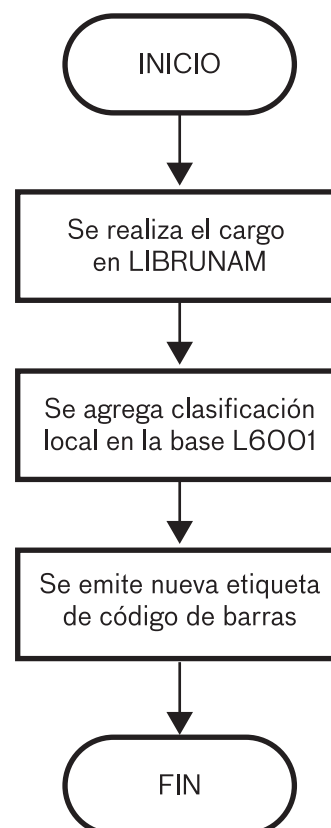 INICIO
Se realiza el cargo
en LIBRUNAM
Se agrega clasificación
local en la base L6001
Se emite nueva etiqueta
de código de barras
FIN